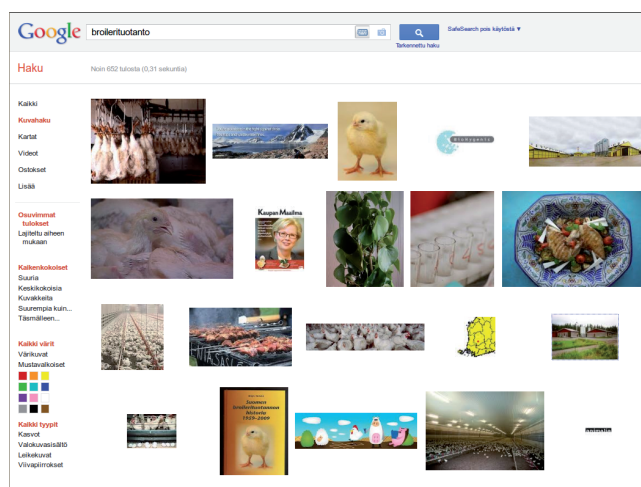 Google
broilerituotanto
SafeSearch pois käytöstä ▼
Tarkennettu haku
Haku
Noin 652 tulosta (0,31 sekuntia)
Kaikki
Kuvahaku
Kartat
Videot
Ostokset
Lisää
Osuvimmat
tulokset
Lajiteltu aiheen
mukaan
Kaikenkokoiset
Suuria
Keskikokoisia
Kuvakkeita
Suurempia kuin...
Täsmälleen...
Kaikki värit
Värikuvat
Mustavalkoiset
Kaikki tyypit
Kasvot
Valokuvasisältö
Leikekuvat
Viivapiirrokset
Kaupan Maailma
Suomen
broilerituotannon
historia
1959-2009